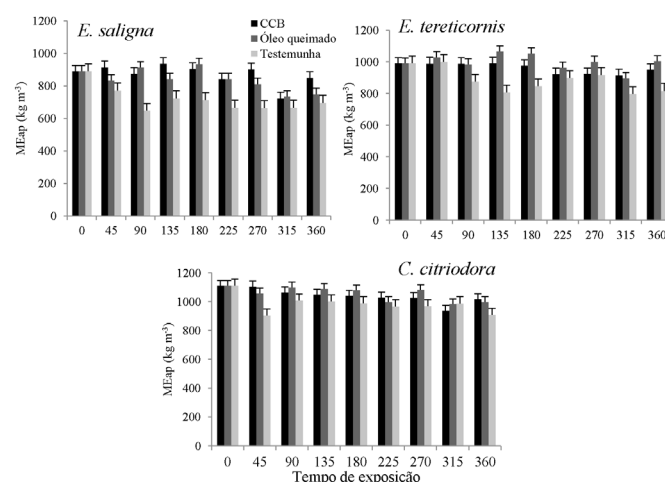 E. saligna
CCB
Óleo queimado
Testemunha
MEap (kg m-3)
1200
1000
800
600
400
200
0
0 45 90 135 180 225 270 315 360
E. tereticornis
MEap (kg m-3)
1200
1000
800
600
400
200
0
0 45 90 135 180 225 270 315 360
C. citriodora
MEap (kg m-3)
1200
1000
800
600
400
200
0
0 45 90 135 180 225 270 315 360
Tempo de exposição